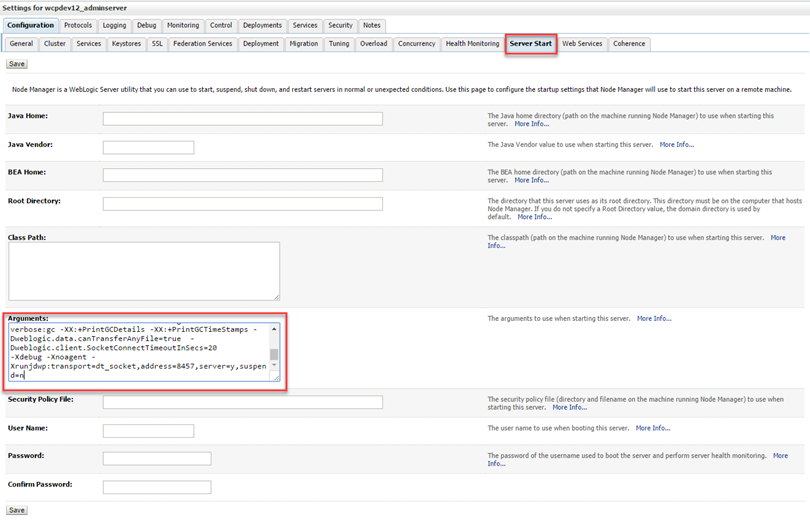 Settings for wcpdev12_adminserver
Configuration Protocols Logging Debug Monitoring Control Deployments Services Security Notes
General Cluster Services Keystores SSL Federation Services Deployment Migration Tuning Overload Concurrency Health Monitoring Server Start Web Services Coherence
Save
Node Manager is a WebLogic Server utility that you can use to start, suspend, shut down, and restart servers in normal or unexpected conditions. Use this page to configure the startup settings that Node Manager will use to start this server on a remote machine.
Java Home:
The Java home directory (path on the machine running Node Manager) to use when starting this
server. More Info...
Java Vendor:
The Java Vendor value to use when starting this server. More Info...
BEA Home:
The BEA home directory (path on the machine running Node Manager) to use when starting this
server. More Info...
Root Directory:
The directory that this server uses as its root directory. This directory must be on the computer that hosts
Node Manager. If you do not specify a Root Directory value, the domain directory is used by
default. More Info...
Class Path:
The classpath (path on the machine running Node Manager) to use when starting this server. More
Info...
Arguments:
verbose:gc -XX:+PrintGCDetails -XX:+PrintGCTimeStamps -
Dweblogic.data.canTransferAnyFile=true -
Dweblogic.client.SocketConnectTimeoutInSecs=20
-Xdebug -Xnoagent -
Xrunjdwp:transport=dt_socket,address=8457,server=y,suspen
d=n
The arguments to use when starting this server. More Info...
Security Policy File:
The security policy file (directory and filename on the machine running Node Manager) to use when
starting this server. More Info...
User Name:
The user name to use when booting this server. More Info...
Password:
The password of the username used to boot the server and perform server health monitoring. More
Info...
Confirm Password:
Save